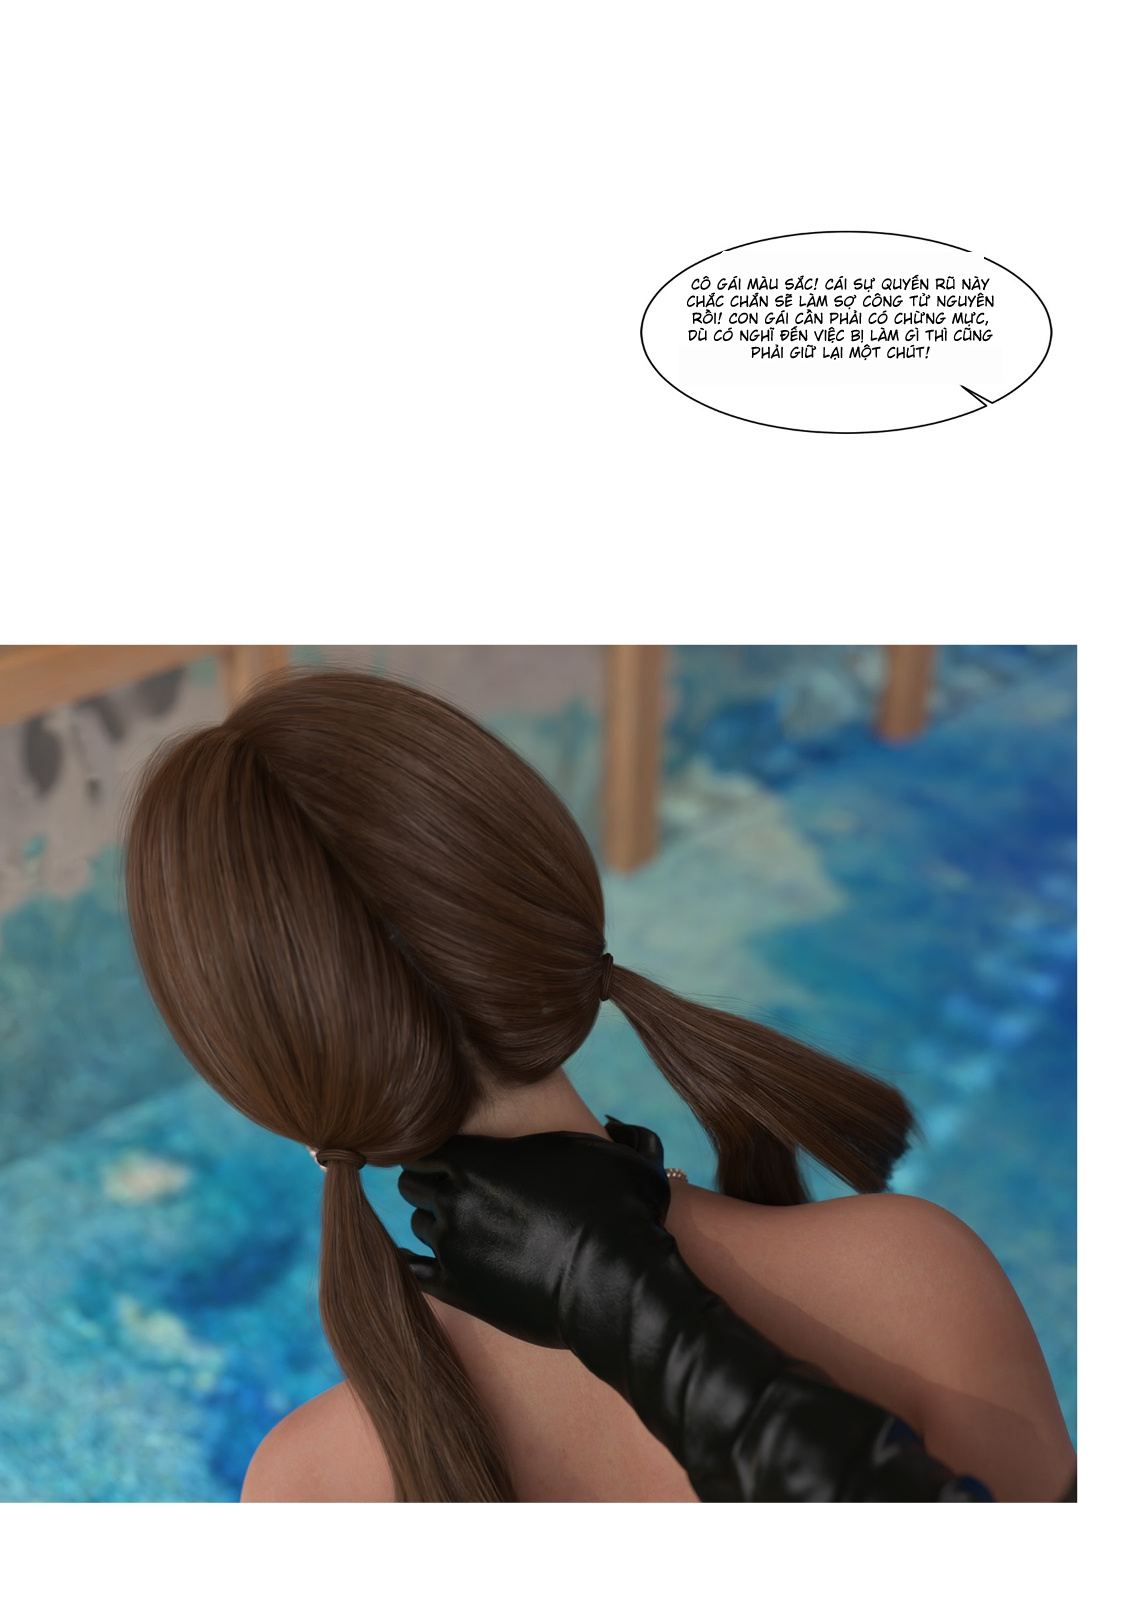 CÔ GÁI MÀU SẮC! CÁI SỰ QUYẾN RŨ NÀY
CHẮC CHẮN SẼ LÀM SỢ CÔNG TỬ NGUYÊN
RỒI! CON GÁI CẦN PHẢI CÓ CHỪNG MỰC,
DÙ CÓ NGHĨ ĐẾN VIỆC BỊ LÀM GÌ THÌ CŨNG
PHẢI GIỮ LẠI MỘT CHÚT!